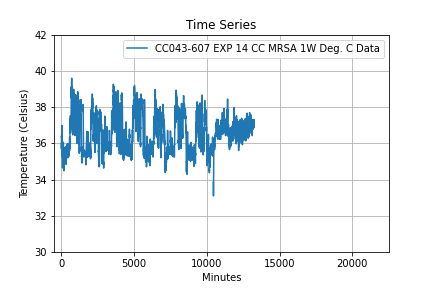 Time Series
CC043-607 EXP 14 CC MRSA 1W Deg. C Data
Temperature (Celsius)
42
40
38
36
34
32
30
0 5000 10000 15000 20000
Minutes